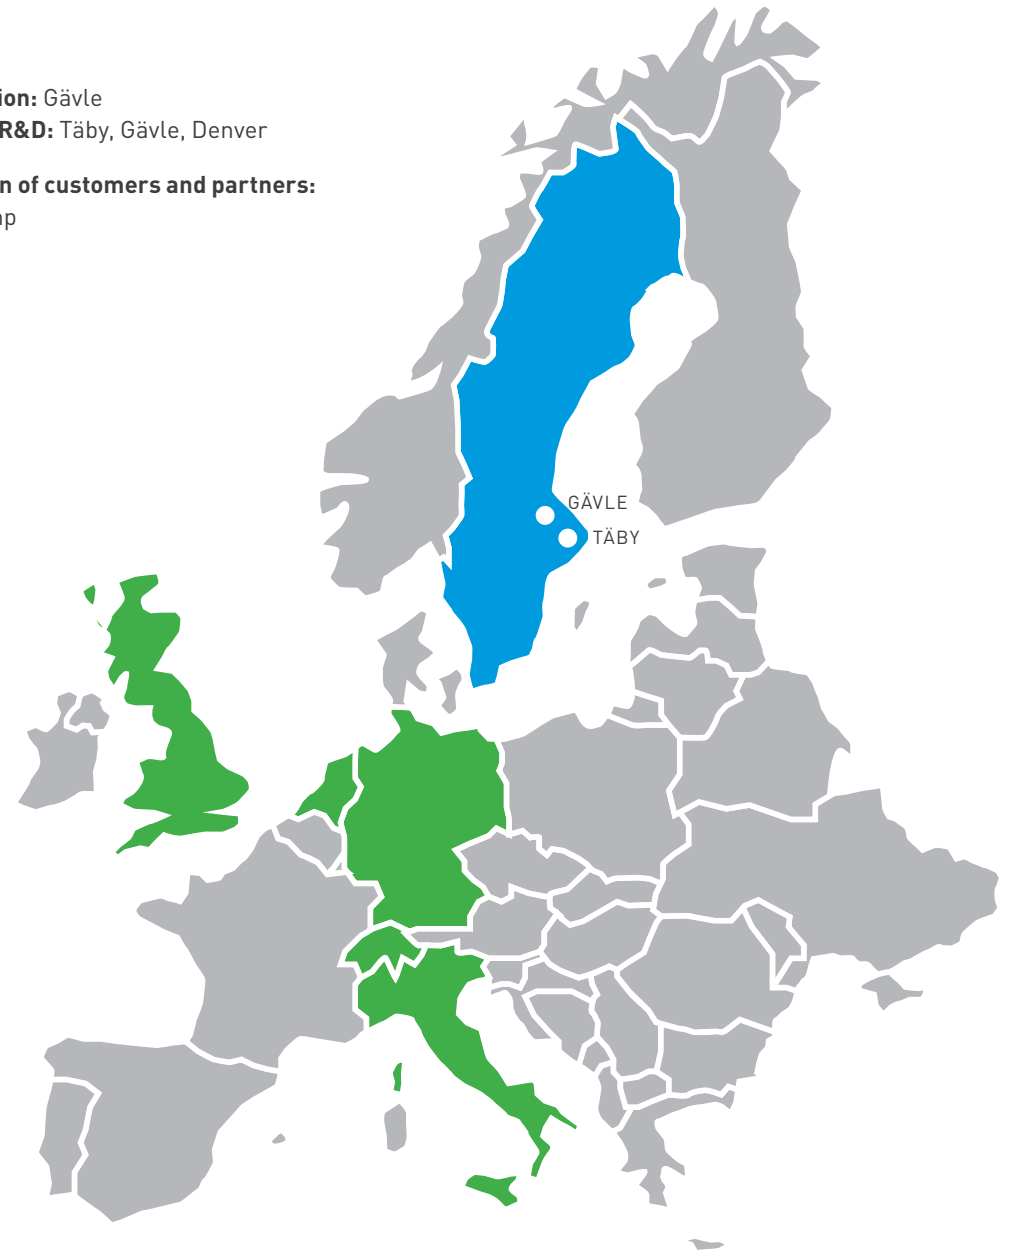 ion: Gävle
R&D: Täby, Gävle, Denver
n of customers and partners:
ap
GÄVLE
TÄBY